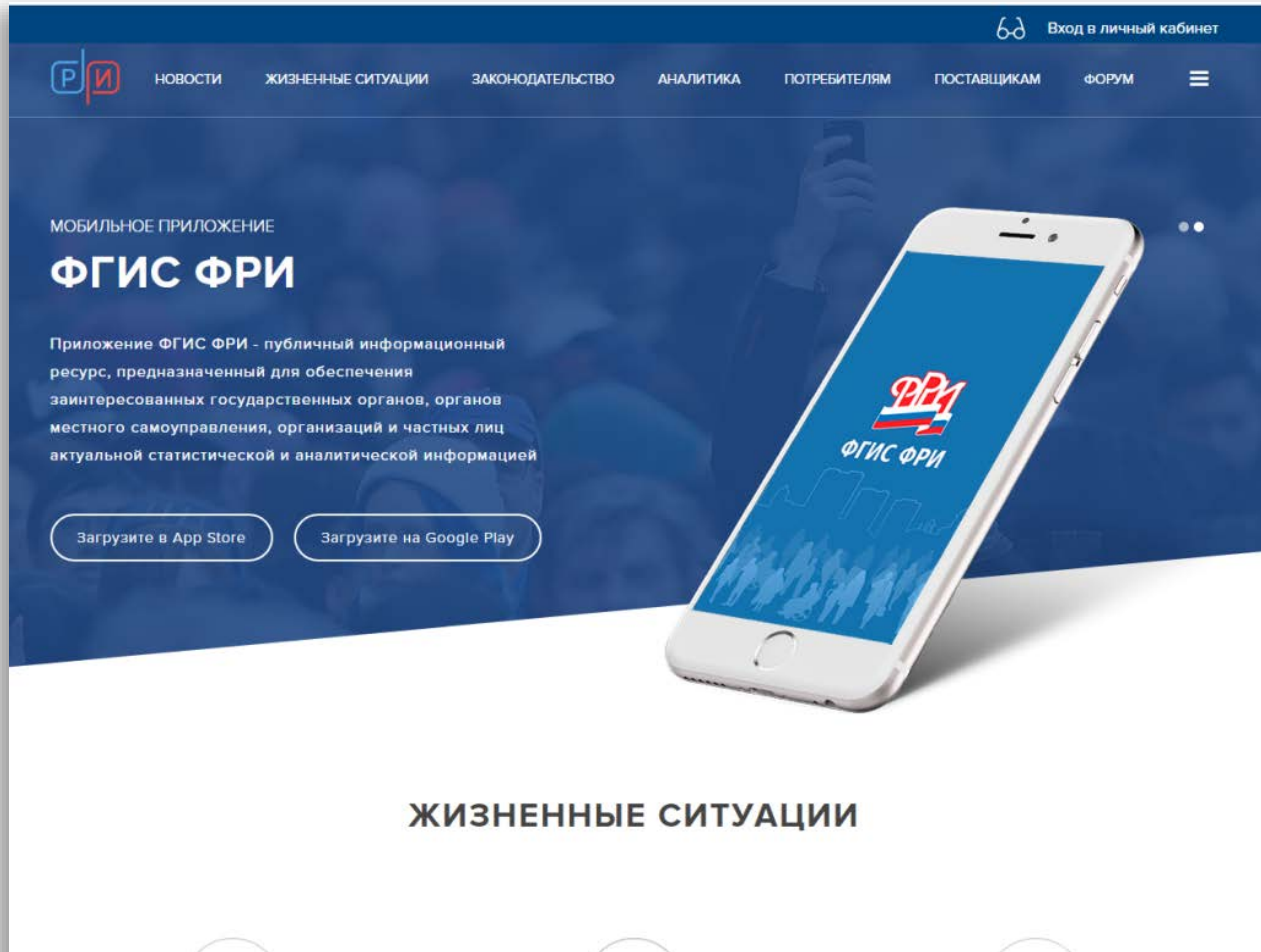 Вход в личный кабинет
РИ НОВОСТИ ЖИЗНЕННЫЕ СИТУАЦИИ ЗАКОНОДАТЕЛЬСТВО АНАЛИТИКА ПОТРЕБИТЕЛЯМ ПОСТАВЩИКАМ ФОРУМ
МОБИЛЬНОЕ ПРИЛОЖЕНИЕ
ФГИС ФРИ
Приложение ФГИС ФРИ - публичный информационный
ресурс, предназначенный для обеспечения
заинтересованных государственных органов, органов
местного самоуправления, организаций и частных лиц
актуальной статистической и аналитической информацией
Загрузите в App Store Загрузите на Google Play
ФРИ
ФГИС ФРИ
ЖИЗНЕННЫЕ СИТУАЦИИ